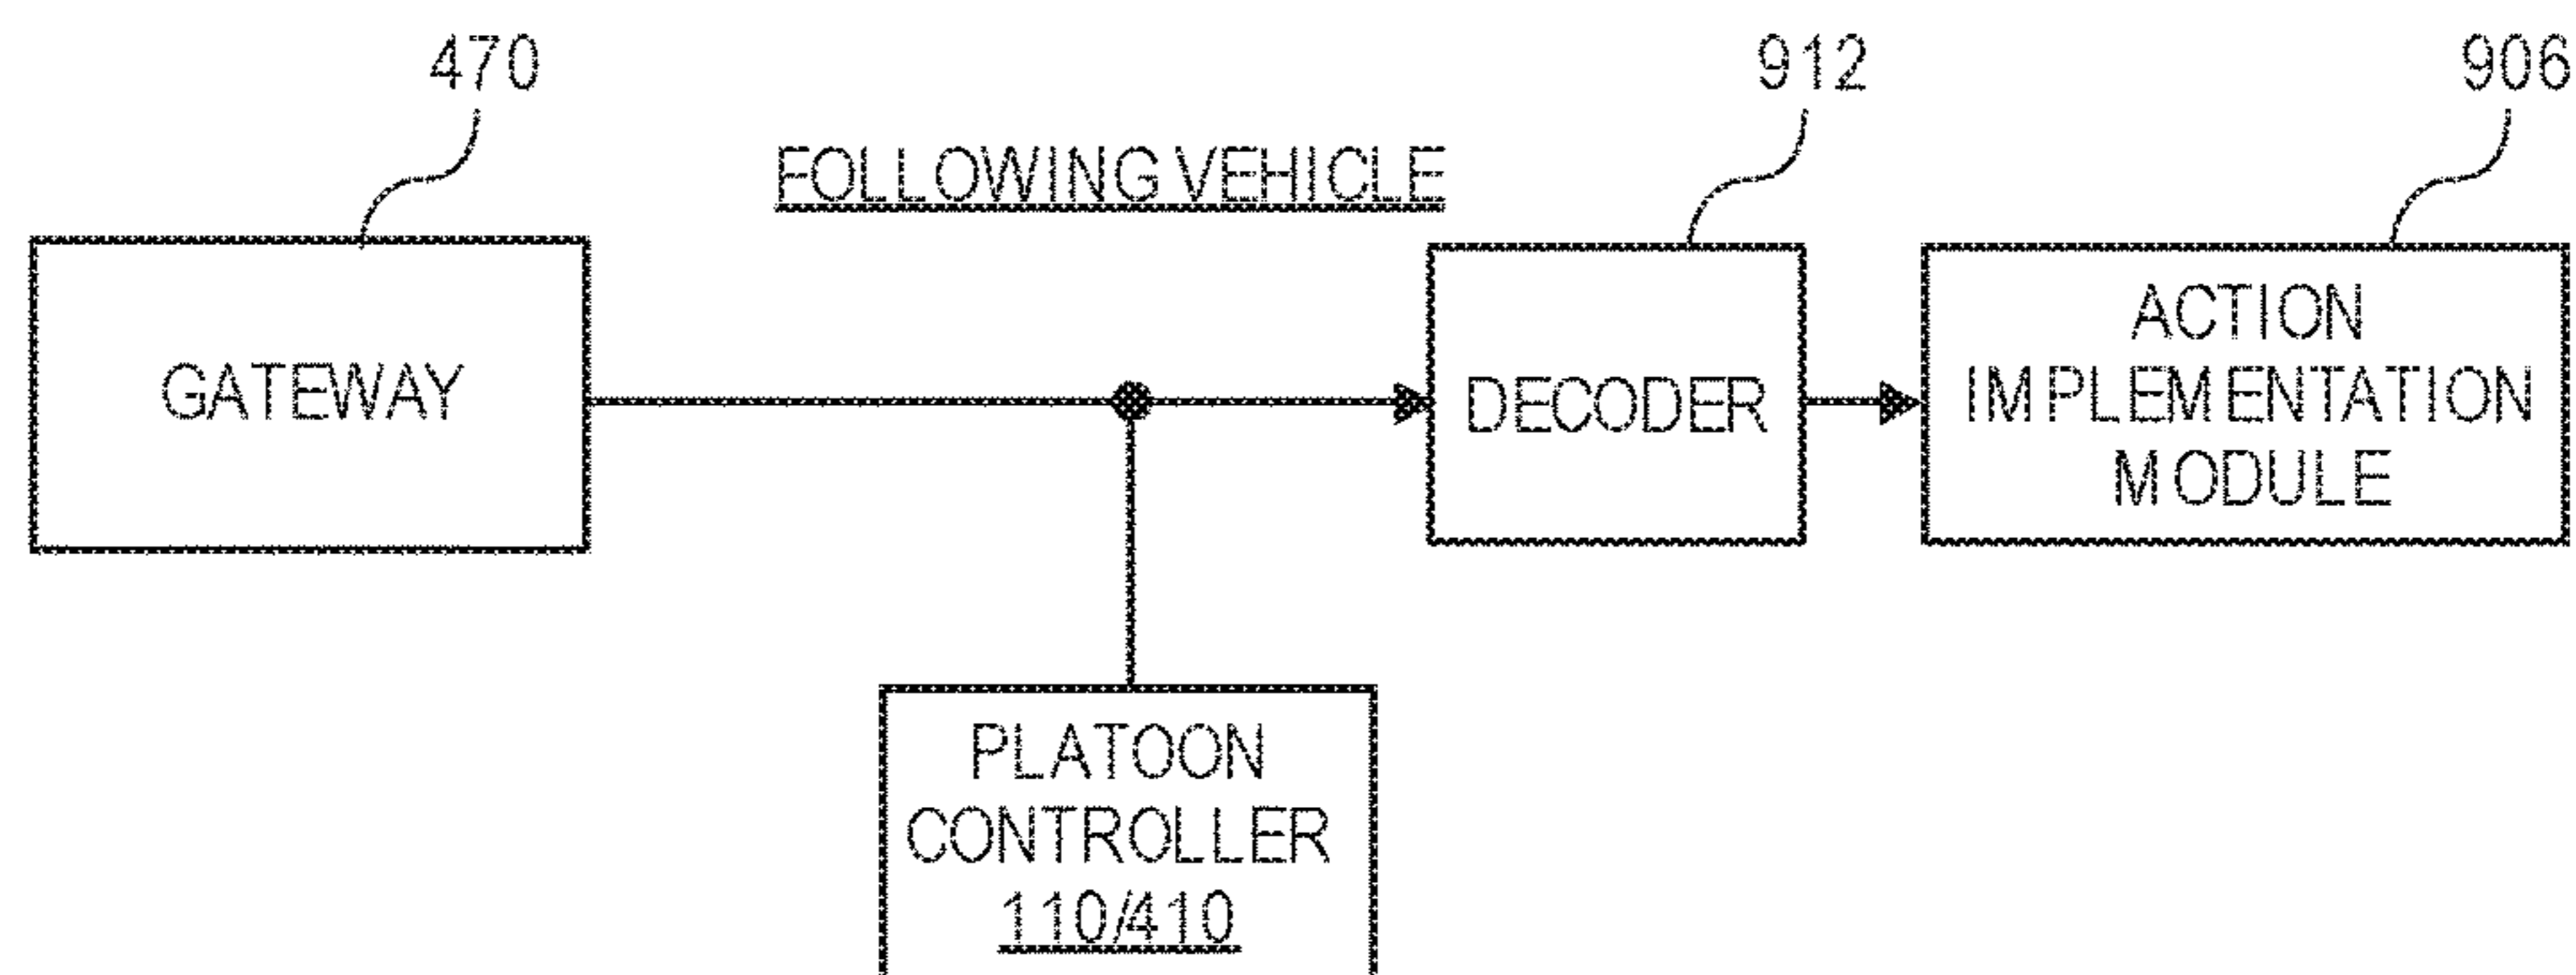 470
912
906
FOLLOWING VEHICLE
GATEWAY
DECODER
ACTION
IMPLEMENTATION
MODULE
PLATOON
CONTROLLER
110/410